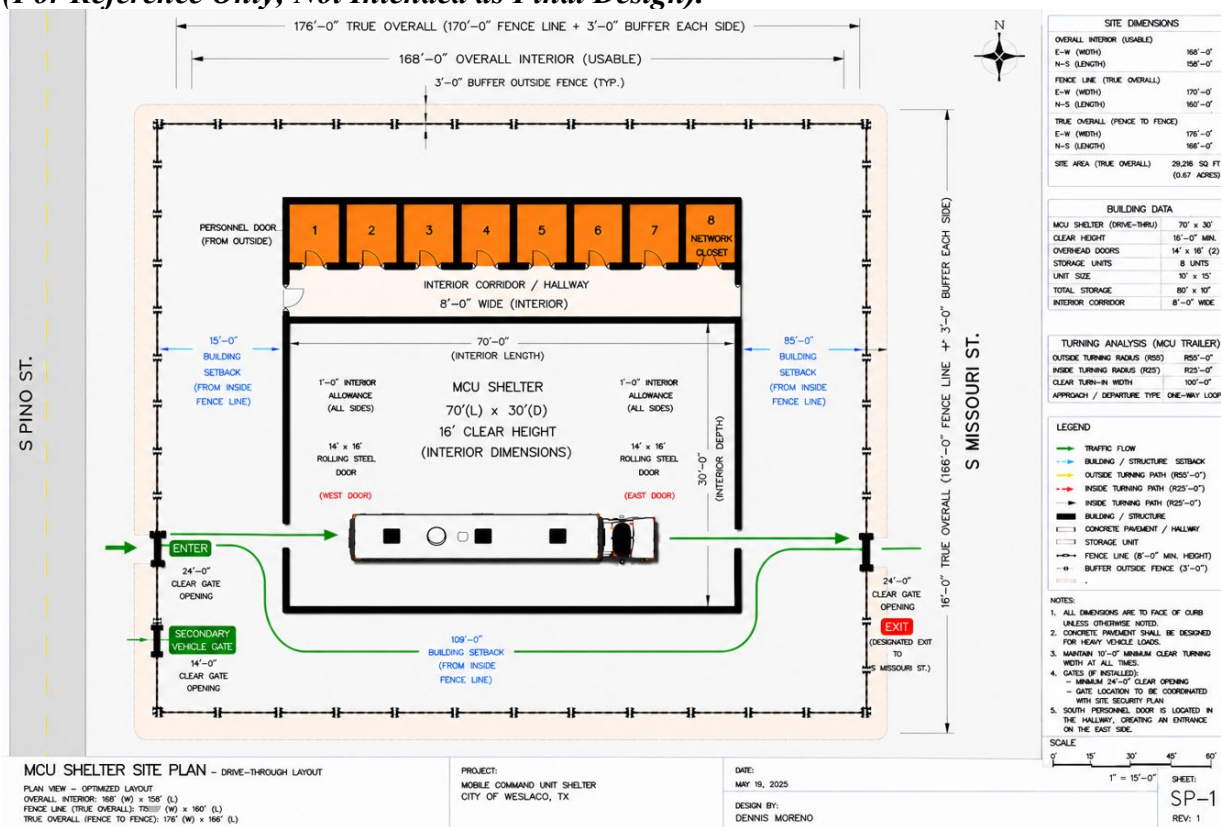 (For Reference Only, Not Intended as Final Design).
176'-0" TRUE OVERALL (170'-0" FENCE LINE + 3'-0" BUFFER EACH SIDE)
168'-0" OVERALL INTERIOR (USABLE)
3'-0" BUFFER OUTSIDE FENCE (TYP.)
N
S PINO ST.
PERSONNEL DOOR
(FROM OUTSIDE)
1
2
3
4
5
6
7
8
NETWORK
CLOSET
INTERIOR CORRIDOR / HALLWAY
8'-0" WIDE (INTERIOR)
15'-0"
BUILDING
SETBACK
(FROM INSIDE
FENCE LINE)
70'-0"
(INTERIOR LENGTH)
85'-0"
BUILDING
SETBACK
(FROM INSIDE
FENCE LINE)
1'-0" INTERIOR
ALLOWANCE
(ALL SIDES)
MCU SHELTER
70'(L) x 30'(D)
16' CLEAR HEIGHT
(INTERIOR DIMENSIONS)
1'-0" INTERIOR
ALLOWANCE
(ALL SIDES)
14' x 16'
ROLLING STEEL
DOOR
(WEST DOOR)
14' x 16'
ROLLING STEEL
DOOR
(EAST DOOR)
30'-0"
(INTERIOR DEPTH)
16'-0" TRUE OVERALL (166'-0" FENCE LINE + 3'-0" BUFFER EACH SIDE)
S MISSOURI ST.
ENTER
24'-0"
CLEAR GATE
OPENING
SECONDARY
VEHICLE GATE
14'-0"
CLEAR GATE
OPENING
109'-0"
BUILDING SETBACK
(FROM INSIDE
FENCE LINE)
24'-0"
CLEAR GATE
OPENING
EXIT
(DESIGNATED EXIT
TO
S MISSOURI ST.)
SITE DIMENSIONS
OVERALL INTERIOR (USABLE)
E-W (WIDTH) 168'-0"
N-S (LENGTH) 158'-0"
FENCE LINE (TRUE OVERALL)
E-W (WIDTH) 170'-0"
N-S (LENGTH) 160'-0"
TRUE OVERALL (PENCE TO FENCE)
E-W (WIDTH) 176'-0"
N-S (LENGTH) 166'-0"
SITE AREA (TRUE OVERALL) 29,216 SQ FT
(0.67 ACRES)
BUILDING DATA
MCU SHELTER (DRIVE-THRU) 70' x 30'
CLEAR HEIGHT 16'-0" MIN.
OVERHEAD DOORS 14' x 16' (2)
STORAGE UNITS 8 UNITS
UNIT SIZE 10' x 15'
TOTAL STORAGE 80' x 10'
INTERIOR CORRIDOR 8'-0" WIDE
TURNING ANALYSIS (MCU TRAILER)
OUTSIDE TURNING RADIUS (R55) R55'-0"
INSIDE TURNING RADIUS (R25') R25'-0"
CLEAR TURN-IN WIDTH 100'-0"
APPROACH / DEPARTURE TYPE ONE-WAY LOOP
LEGEND
TRAFFIC FLOW
BUILDING / STRUCTURE SSTBACK
OUTSIDE TURNING PATH (R55'-0")
INSIDE TURNING PATH (R25'-0")
INSIDE TURNING PATH (R25'-0")
BUILDING / STRUCTURE
CONCRETE PAVEMENT / HALLWAY
STORAGE UNIT
FENCE LINE (8'-0" MIN. HEIGHT)
BUFFER OUTSIDE FENCE (3'-0")
NOTES:
1. ALL DIMENSIONS ARE TO FACE OF CURB
UNLESS OTHERWISE NOTED.
2. CONCRETE PAVEMENT SHALL BE DESIGNED
FOR HEAVY VEHICLE LOADS.
3. MAINTAIN 10'-0" MINIMUM CLEAR TURNING
WIDTH AT ALL TIMES.
4. GATES (IF INSTALLED):
- MINIMUM 24'-0" CLEAR OPENING
- GATE LOCATION TO BE COORDINATED
WITH SITE SECURITY PLAN
5. SOUTH PERSONNEL DOOR IS LOCATED IN
THE HALLWAY, CREATING AN ENTRANCE
ON THE EAST SIDE.
SCALE
0' 15' 30' 45' 60'
1" = 15'-0"
SHEET:
SP-1
REV: 1
MCU SHELTER SITE PLAN - DRIVE-THROUGH LAYOUT
PLAN VIEW - OPTIMIZED LAYOUT
OVERALL INTERIOR: 168' (W) x 158' (L)
FENCE LINE (TRUE OVERALL): (W) x 160' (L)
TRUE OVERALL (FENCE TO FENCE): 176' (W) x 166' (L)
PROJECT:
MOBILE COMMAND UNIT SHELTER
CITY OF WESLACO, TX
DATE:
MAY 19, 2025
DESIGN BY:
DENNIS MORENO